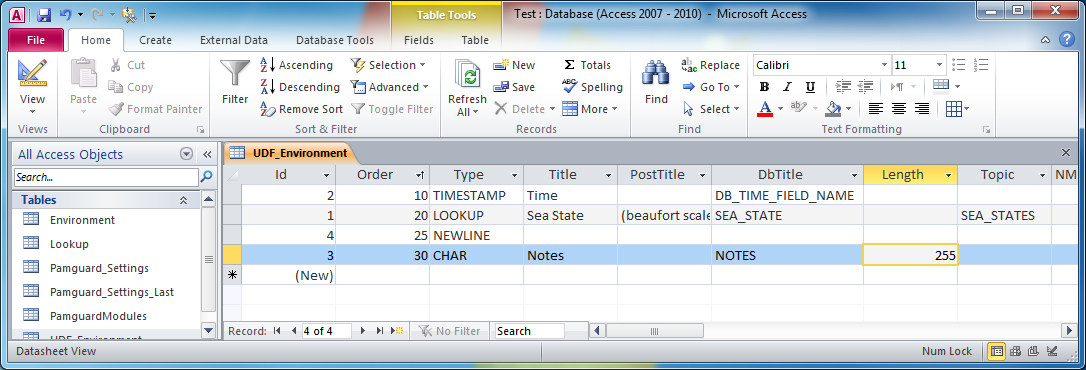 Table Tools Test : Database (Access 2007 - 2010) - Microsoft Access
File Home Create External Data Database Tools Fields Table
View
Views
Paste
Cut
Copy
Format Painter
Clipboard
Filter
Ascending
Descending
Remove Sort
Selection
Advanced
Toggle Filter
Sort & Filter
Refresh All
New
Save
Delete
Totals
Spelling
More
Records
Find
Replace
Go To
Select
Find
Calibri 11
B I U
Text Formatting
All Access Objects
Search...
Tables
Environment
Lookup
Pamguard_Settings
Pamguard_Settings_Last
PamguardModules
UDF_Environment
UDF_Environment
Id Order Type Title PostTitle DbTitle Length Topic NM
2 10 TIMESTAMP Time DB_TIME_FIELD_NAME
1 20 LOOKUP Sea State (beaufort scale SEA_STATE SEA_STATES
4 25 NEWLINE
3 30 CHAR Notes NOTES 255
(New)
Record: 4 of 4 No Filter Search
Datasheet View Num Lock